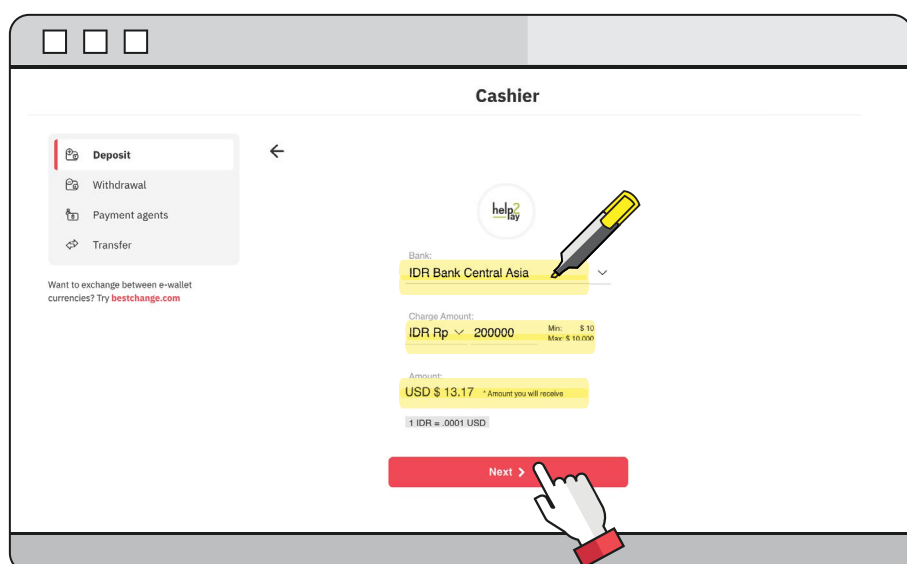 Cashier
Deposit
Withdrawal
Payment agents
Transfer
Want to exchange between e-wallet
currencies? Try bestchange.com
help2
Pay
Bank:
IDR Bank Central Asia
Charge Amount:
IDR Rp 200000 Min: $ 10
Max: $ 10,000
Amount:
USD $ 13.17 * Amount you will receive
1 IDR = .0001 USD
Next